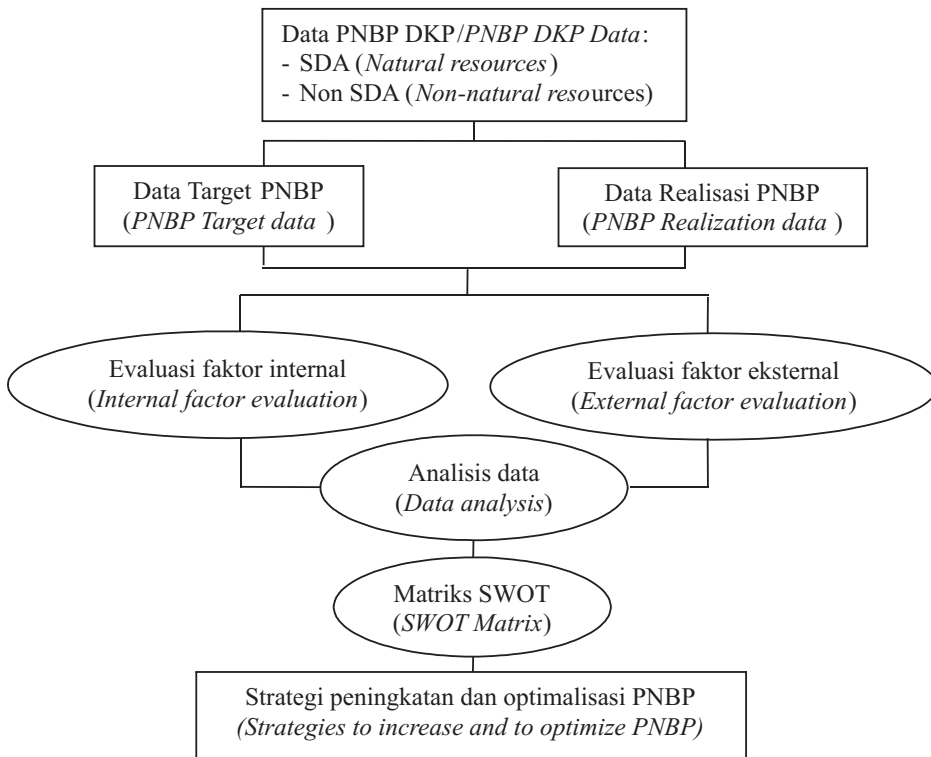 Data PNBP DKP/PNBP DKP Data:
- SDA (Natural resources)
- Non SDA (Non-natural resources)
Data Target PNBP
(PNBP Target data )
Data Realisasi PNBP
(PNBP Realization data )
Evaluasi faktor internal
(Internal factor evaluation)
Evaluasi faktor eksternal
(External factor evaluation)
Analisis data
(Data analysis)
Matriks SWOT
(SWOT Matrix)
Strategi peningkatan dan optimalisasi PNBP
(Strategies to increase and to optimize PNBP)